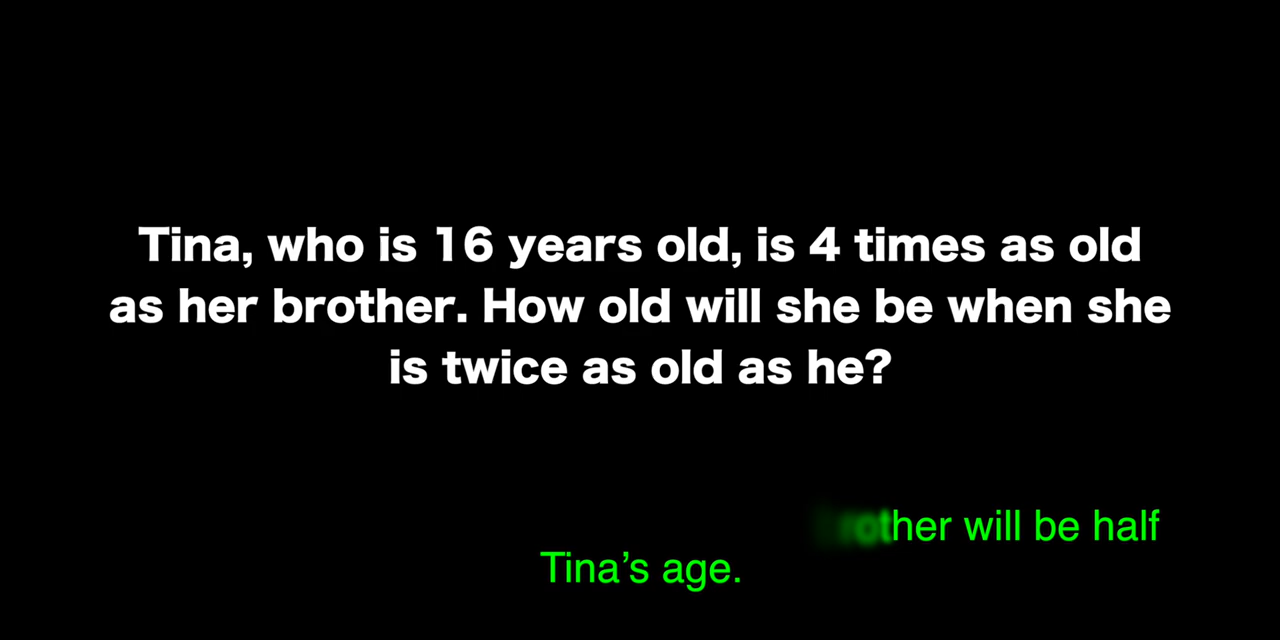 Tina, who is 16 years old, is 4 times as old
as her brother. How old will she be when she
is twice as old as he?
will be half
Tina’s age.